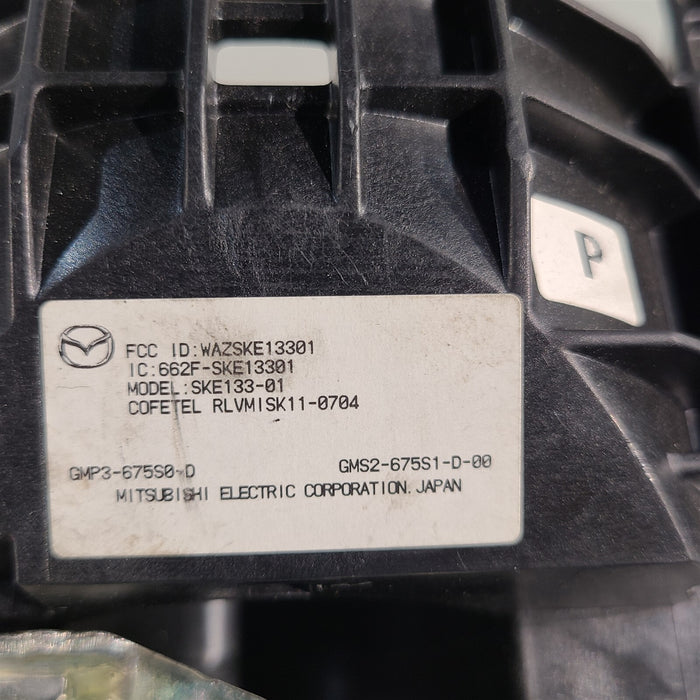 P
FCC ID:WAZSKE13301
IC:662F-SKE13301
MODEL:SKE133-01
COFETEL RLVMISK11-0704
GMP3-675S0-D GMS2-675S1-D-00
MITSUBISHI ELECTRIC CORPORATION. JAPAN